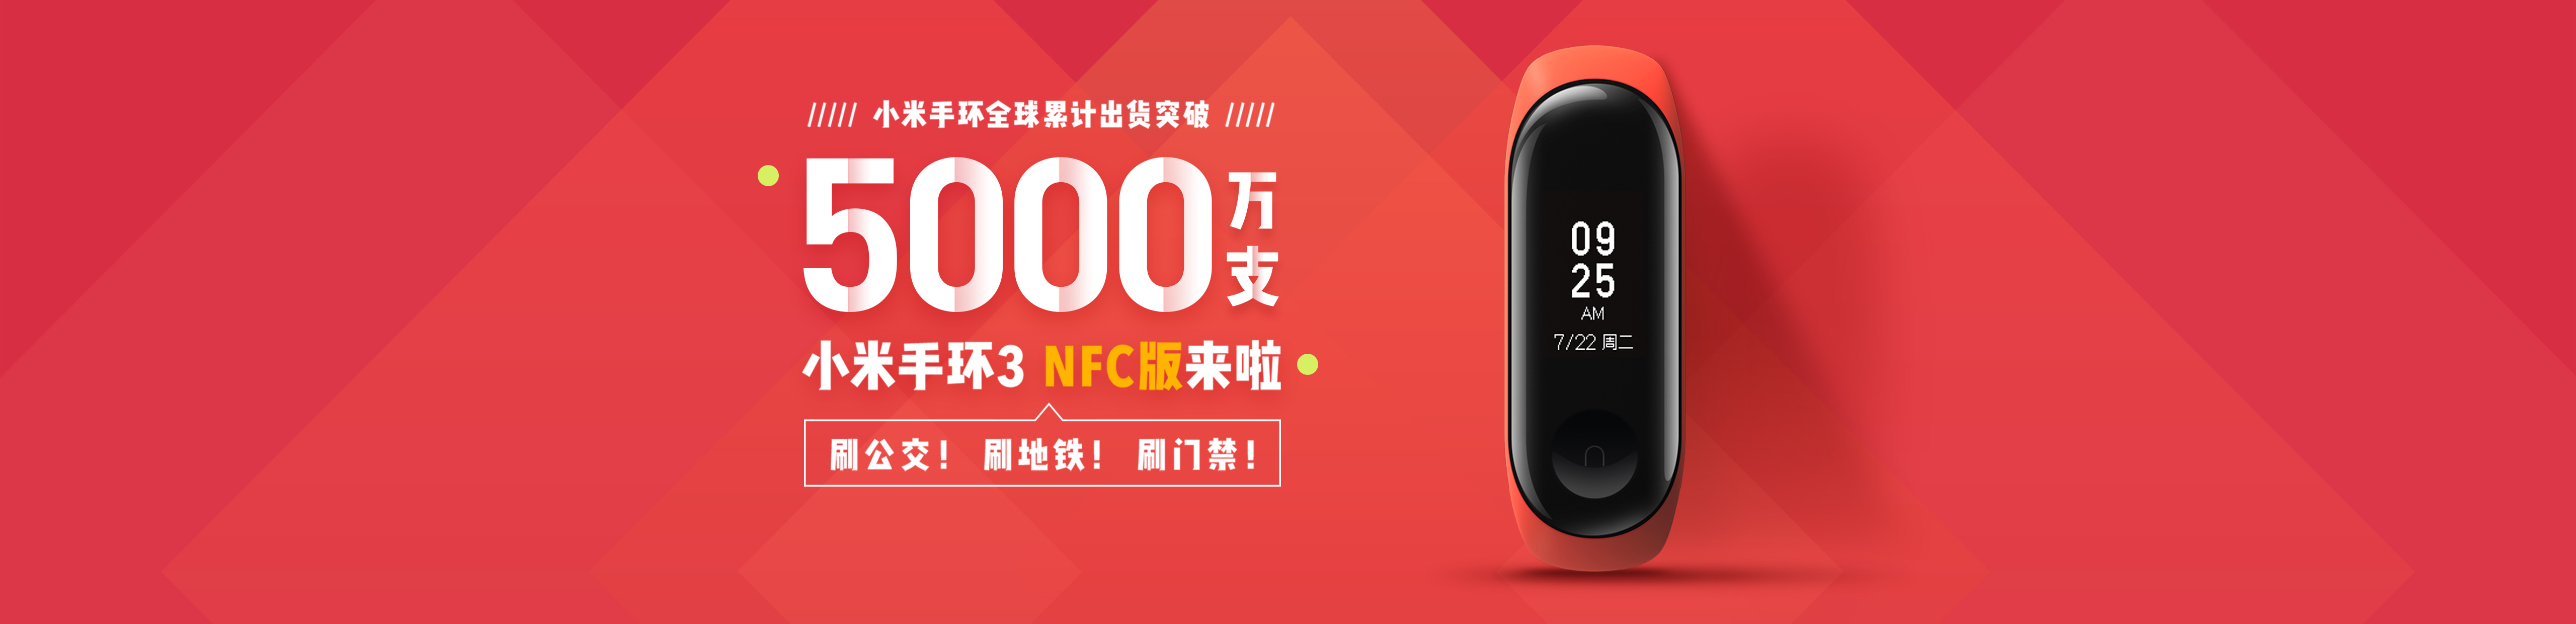 ///// 小米手环全球累计出货突破 /////
5000万支
小米手环3 NFC版来啦
刷公交! 刷地铁! 刷门禁!
09
25
AM
7/22 周二